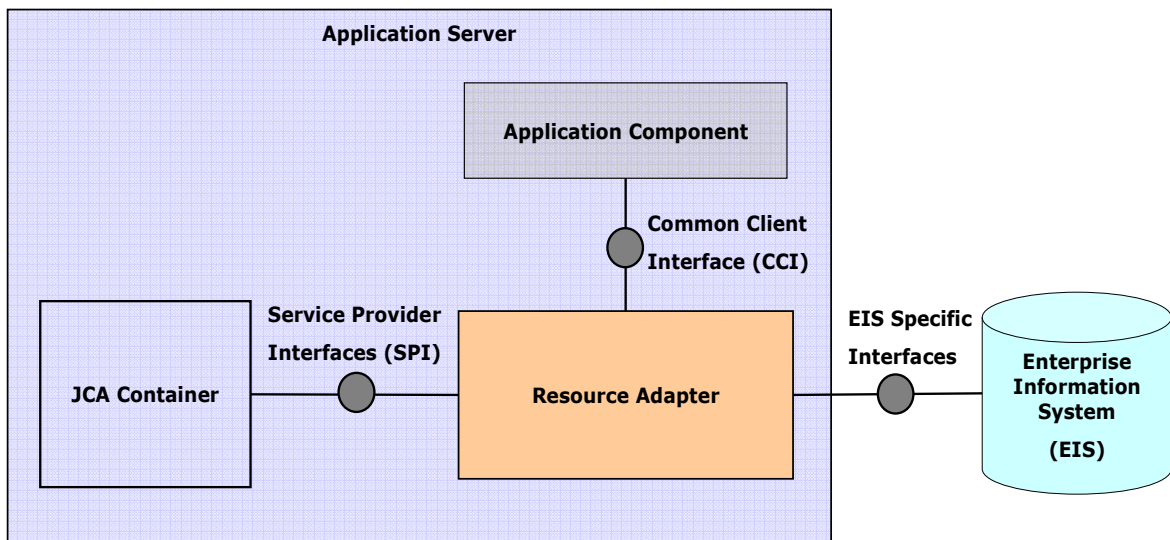 Application Server
Application Component
Common Client
Interface (CCI)
Service Provider
Interfaces (SPI)
JCA Container
Resource Adapter
EIS Specific
Interfaces
Enterprise
Information
System
(EIS)